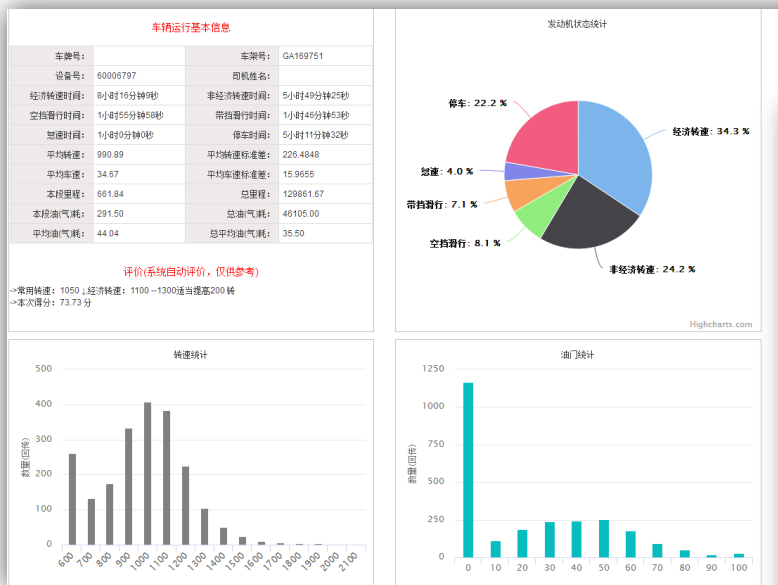 车辆运行基本信息
车牌号： 车架号： GA169751
设备号： 60006797 司机姓名：
经济转速时间： 8小时16分钟9秒 非经济转速时间： 5小时49分钟25秒
空挡滑行时间： 1小时55分钟58秒 带挡滑行时间： 1小时46分钟53秒
怠速时间： 1小时0分钟0秒 停车时间： 5小时11分钟32秒
平均转速： 990.89 平均转速标准差： 226.4848
平均车速： 34.67 平均车速标准差： 15.9655
本段里程： 661.84 总里程： 129861.67
本段油(气)耗： 291.50 总油(气)耗： 46105.00
平均油(气)耗： 44.04 总平均油(气)耗： 35.50
评价(系统自动评价，仅供参考)
->常用转速： 1050 ↓经济转速： 1100 --1300适当提高200 转
->本次得分： 73.73 分
发动机状态统计
停车: 22.2 %
经济转速: 34.3 %
怠速: 4.0 %
带挡滑行: 7.1 %
空挡滑行: 8.1 %
非经济转速: 24.2 %
Highcharts.com
转速统计
数量(回传)
500
400
300
200
100
0
600 700 800 900 1000 1100 1200 1300 1400 1500 1600 1700 1800 1900 2000 2100
油门统计
数量(回传)
1250
1000
750
500
250
0
0 10 20 30 40 50 60 70 80 90 100